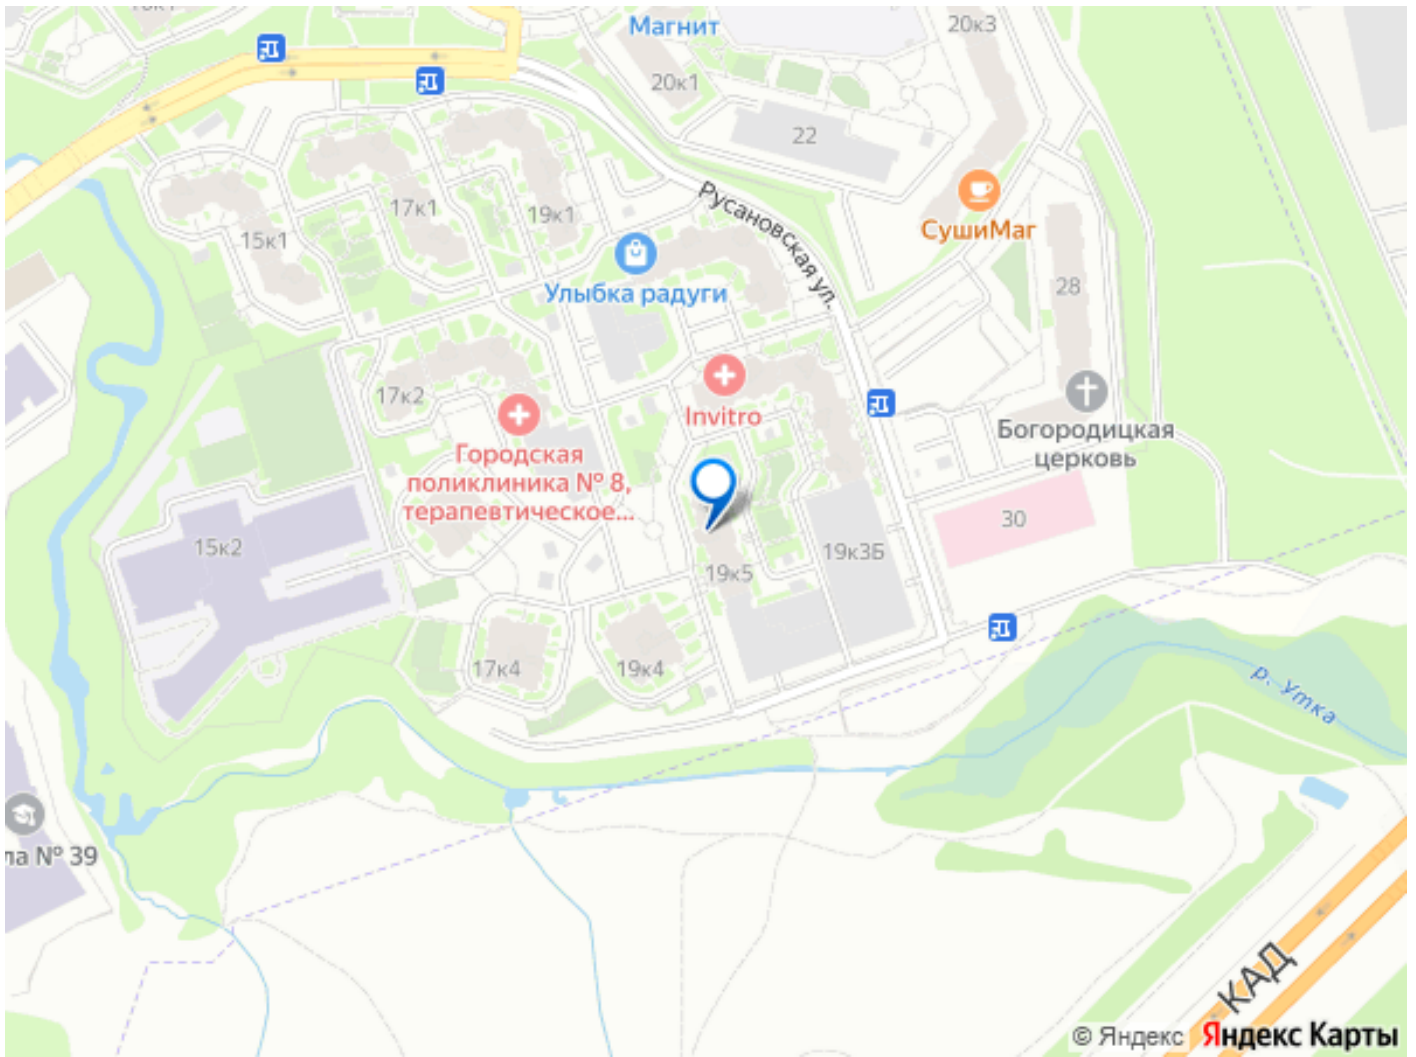 Магнит
20к3
20к1
22
17к1
19к1
15к1
Русановская ул.
СушиМаг
28
Улыбка радуги
17к2
Invitro
Городская
поликлиника № 8,
терапевтическое...
Богородицкая
церковь
30
15к2
19к3Б
19к5
17к4
19к4
р. Утка
ла № 39
КАД
© Яндекс Яндекс Карты